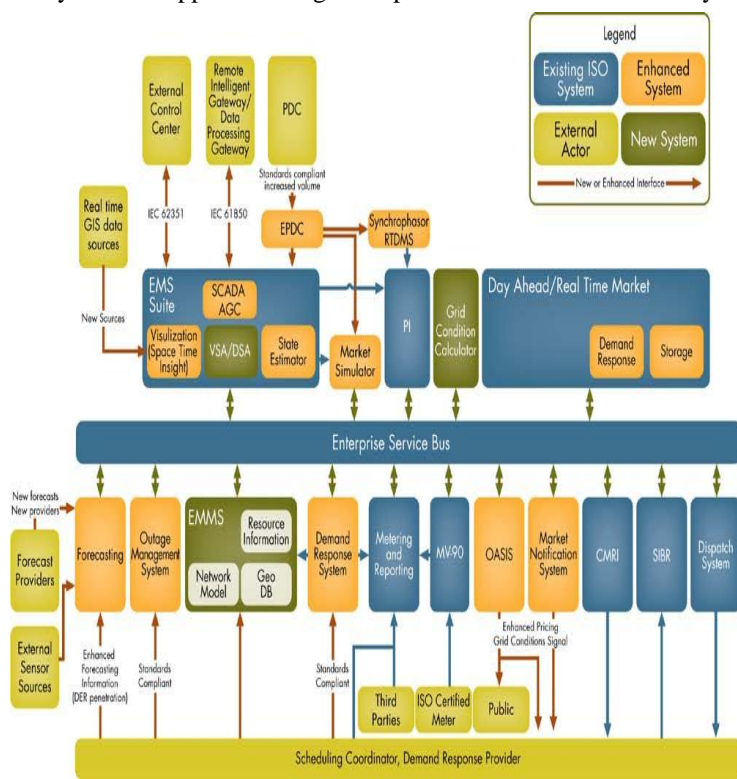 Legend
Existing ISO
System
Enhanced
System
External
Actor
New System
New or Enhanced Interface
External
Control
Center
Remote
Intelligent
Gateway/
Data
Processing
Gateway
PDC
Standards compliant
increased volume
Real time
GIS data
sources
IEC 62351
IEC 61850
EPDC
Synchrophasor
RTDMS
New Sources
EMS
Suite
SCADA
AGC
Visulization
(Space Time
Insight)
VSA/DSA
State
Estimator
Market
Simulator
PI
Grid
Condition
Calculator
Day Ahead/Real Time Market
Demand
Response
Storage
Enterprise Service Bus
New forecasts
New providers
Forecast
Providers
External
Sensor
Sources
Forecasting
Outage
Management
System
EMMS
Resource
Information
Network
Model
Geo
DB
Demand
Response
System
Metering
and
Reporting
MV-90
OASIS
Market
Notification
System
CMRI
SIBR
Dispatch
System
Enhanced
Forecasting
Information
(DER penetration)
Standards
Compliant
Standards
Compliant
Enhanced Pricing
Grid Conditions Signal
Third
Parties
ISO Certified
Meter
Public
Scheduling Coordinator, Demand Response Provider